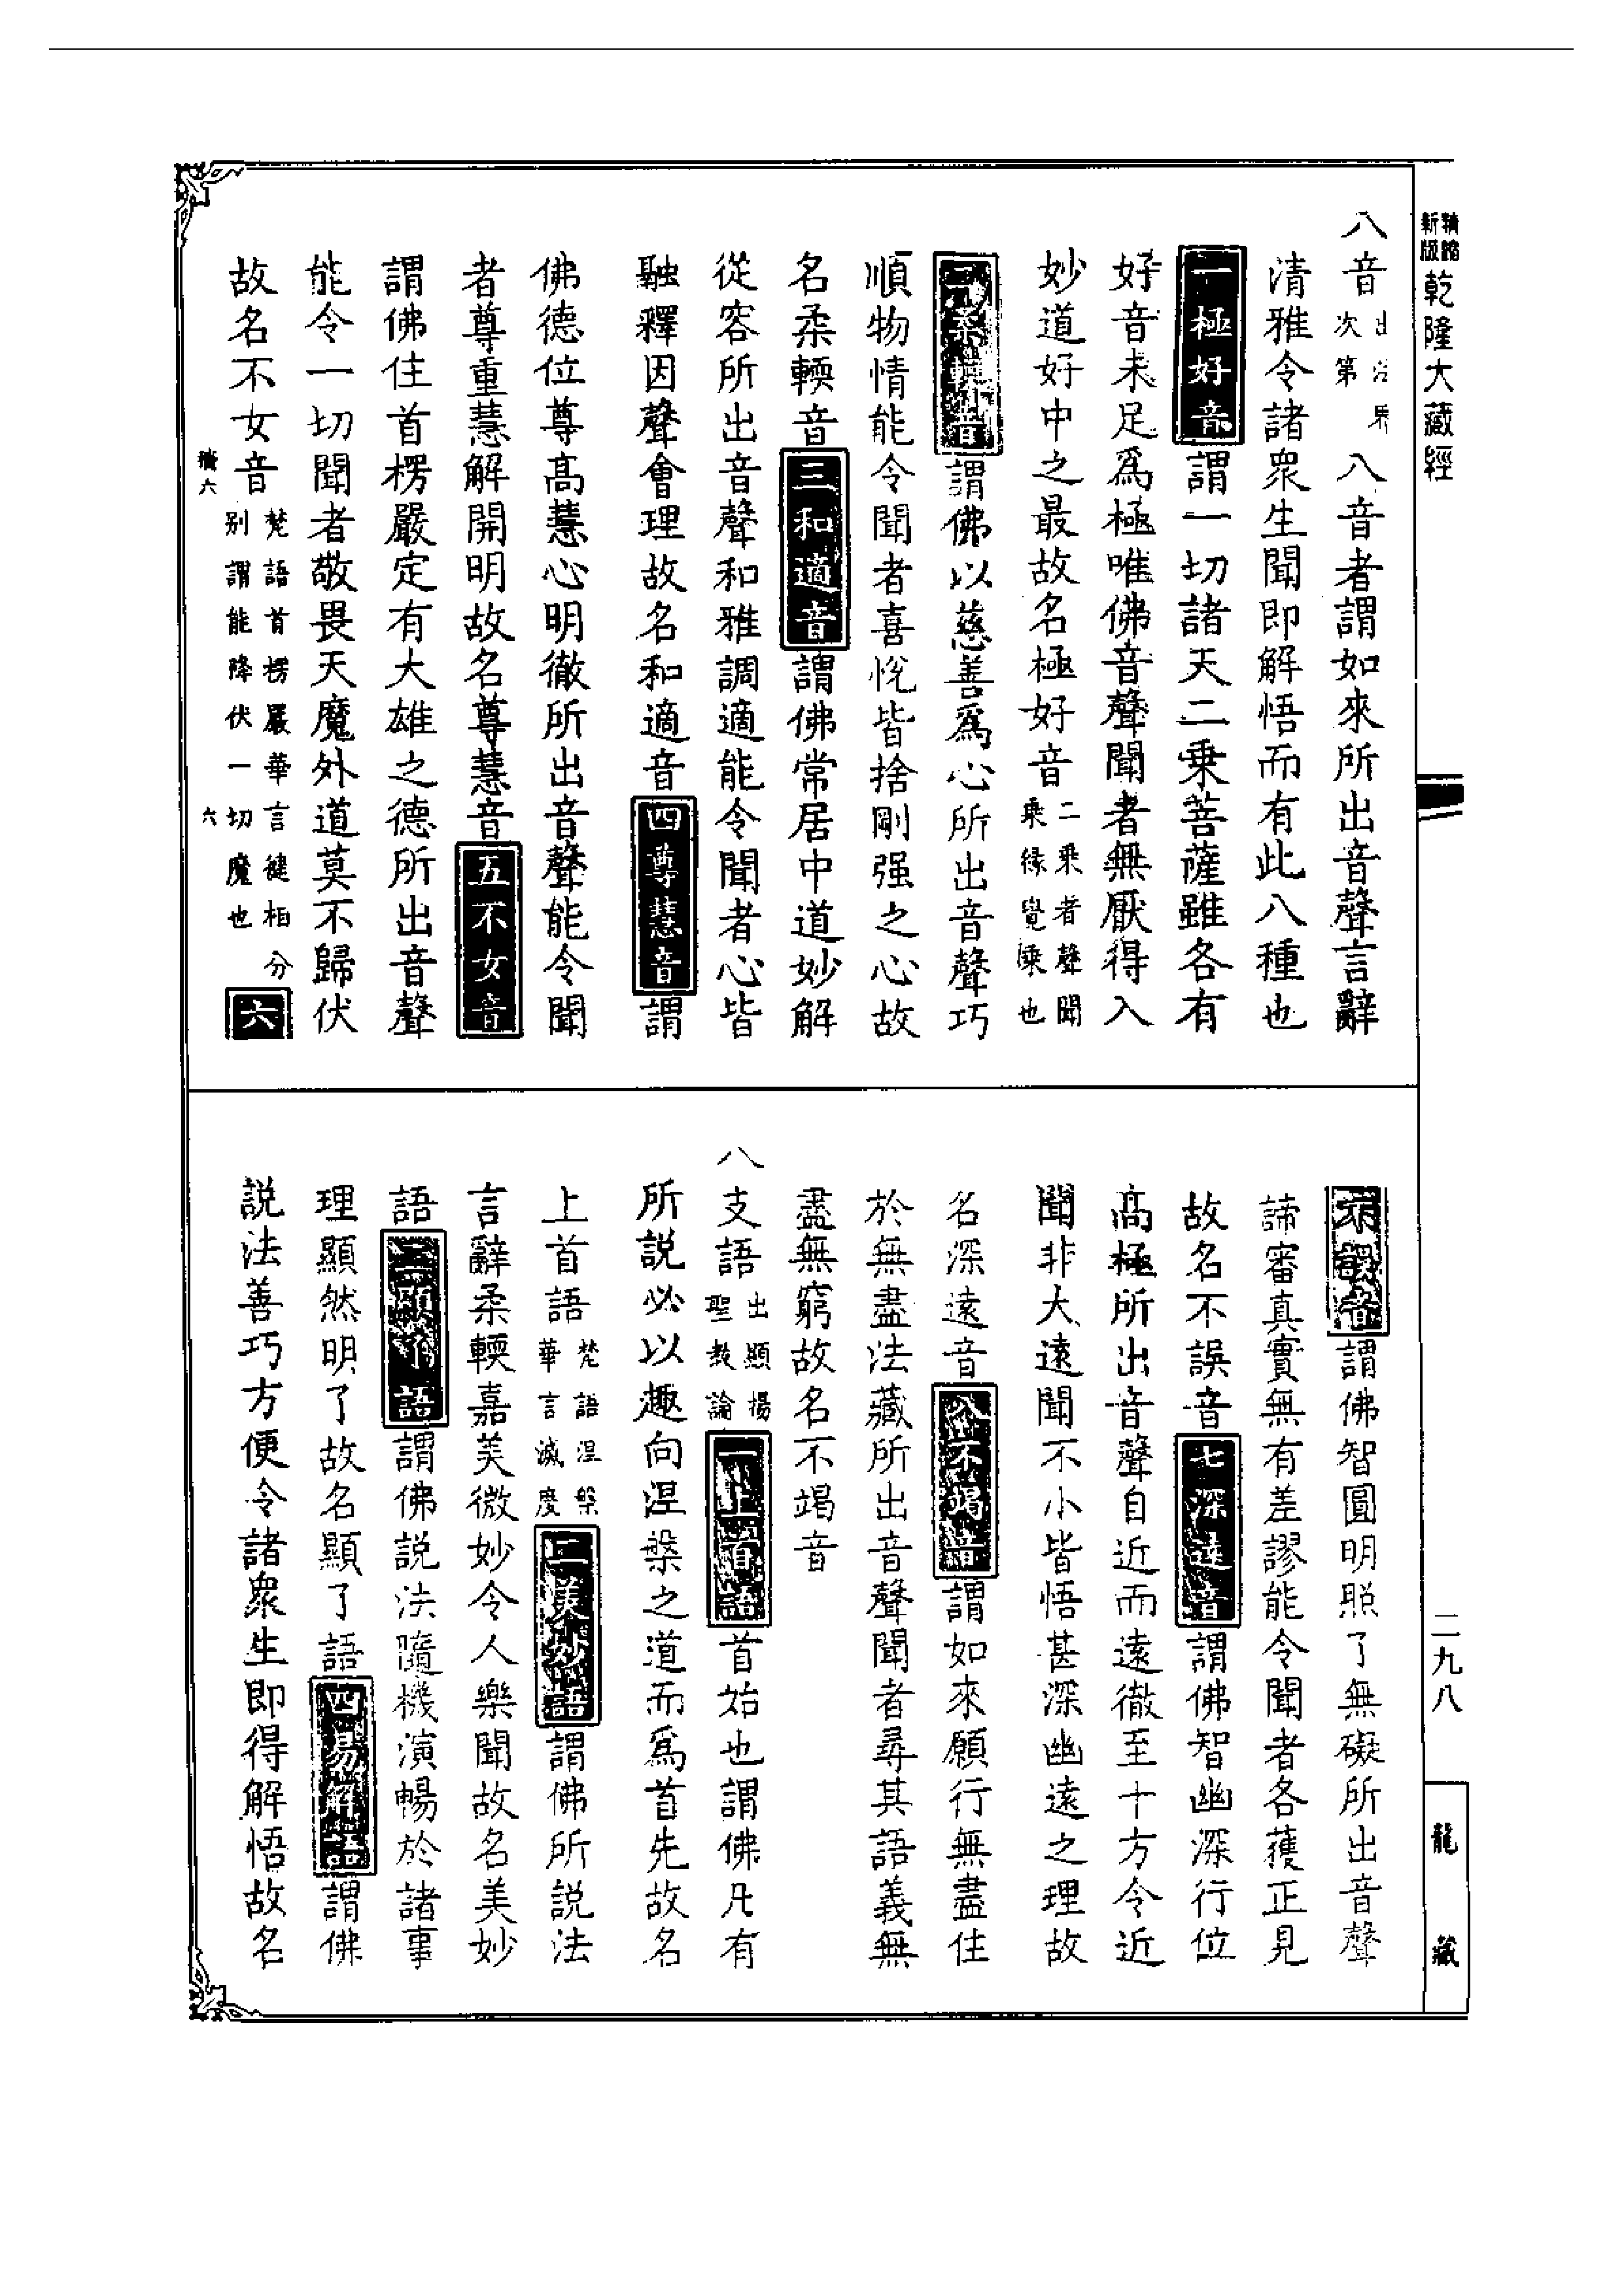 精縮新版乾隆大藏經
八音出法界次第八音者謂如來所出音聲言辭
清雅令諸衆生聞即解悟而有此八種也
一極好音謂一切諸天二乗菩薩雖各有
好音未足爲極唯佛音聲聞者無厭得入
妙道好中之最故名極好音二乗者聲聞乗緣覺乗也
二柔輭音謂佛以慈善爲心所出音聲巧
順物情能令聞者喜悅皆捨剛强之心故
名柔輭音三和適音謂佛常居中道妙解
從容所出音聲和雅調適能令聞者心皆
融釋因聲會理故名和適音四尊慧音謂
佛德位尊高慧心明徹所出音聲能令聞
者尊重慧解開明故名尊慧音五不女音
謂佛住首楞嚴定有大雄之德所出音聲
能令一切聞者敬畏天魔外道莫不歸伏
故名不女音梵語首楞嚴華言健相分别謂能降伏一切魔也六
六
六
不誤音謂佛智圓明照了無礙所出音聲
諦審真實無有差謬能令聞者各獲正見
故名不誤音七深遠音謂佛智幽深行位
高極所出音聲自近而遠徹至十方令近
聞非大遠聞不小皆悟甚深幽遠之理故
名深遠音八不竭音謂如來願行無盡住
於無盡法藏所出音聲聞者尋其語義無
盡無窮故名不竭音
八支語出顯揚聖教論一上首語首始也謂佛凡有
所説必以趣向涅槃之道而爲首先故名
上首語梵語涅槃華言滅度二美妙語謂佛所説法
言辭柔輭嘉美微妙令人樂聞故名美妙
語三顯了語謂佛説法隨機演暢於諸事
理顯然明了故名顯了語四易解語謂佛
説法善巧方便令諸衆生即得解悟故名
二九八
龍藏